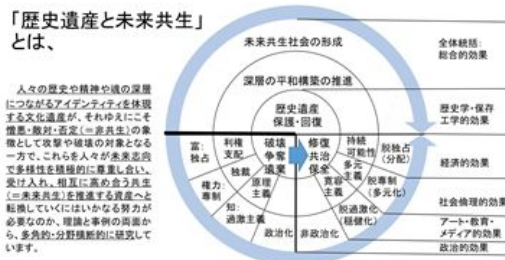 「歴史遺産と未来共生」
とは、
人々の歴史や精神や魂の深層
につながるアイデンティティを体現
する文化遺産が、それゆえにこそ
憎悪・敵対・否定（＝非共生）の象
徴として攻撃や破壊の対象となる
一方で、これらを人々が未来志向
で多様性を積極的に尊重し合い、
受け入れ、相互に高め合う共生
（＝未来共生）を推進する資産へと
転換していくにはいかなる努力が
必要なのか、理論と事例の両面か
ら、多角的・分野横断的に研究して
います。
未来共生社会の形成
深層の平和構築の推進
歴史遺産
保護・回復
破壊
争奪
遺棄
修復
共治
保全
富:
独占
利権
支配
権力:
専制
独裁
知:
過激主義
原理
主義
政治化
非政治化
持続
可能性
脱独占
(分配)
多元
主義
脱専制
(多元化)
寛容
主義
脱過激化
(穏健化)
全体統括:
総合的効果
歴史学・保存
工学的効果
経済的効果
社会倫理的効果
アート・教育・
メディア的効果
政治的効果